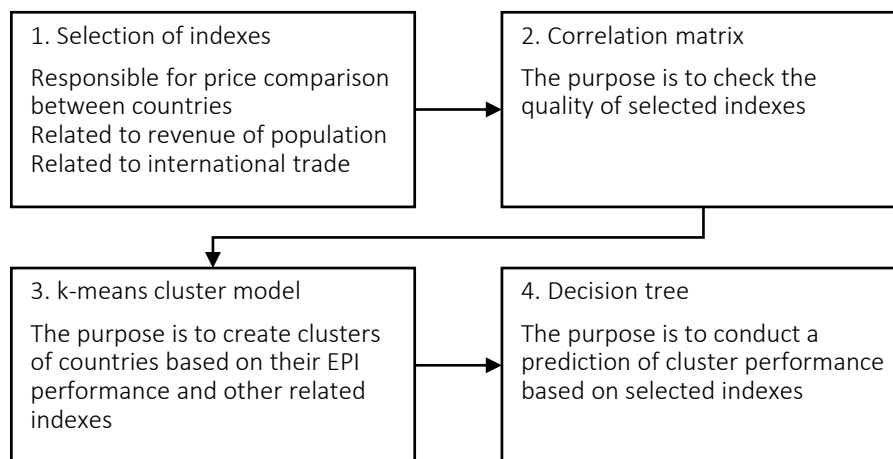 1. Selection of indexes
Responsible for price comparison
between countries
Related to revenue of population
Related to international trade
2. Correlation matrix
The purpose is to check the
quality of selected indexes
3. k-means cluster model
The purpose is to create clusters
of countries based on their EPI
performance and other related
indexes
4. Decision tree
The purpose is to conduct a
prediction of cluster performance
based on selected indexes